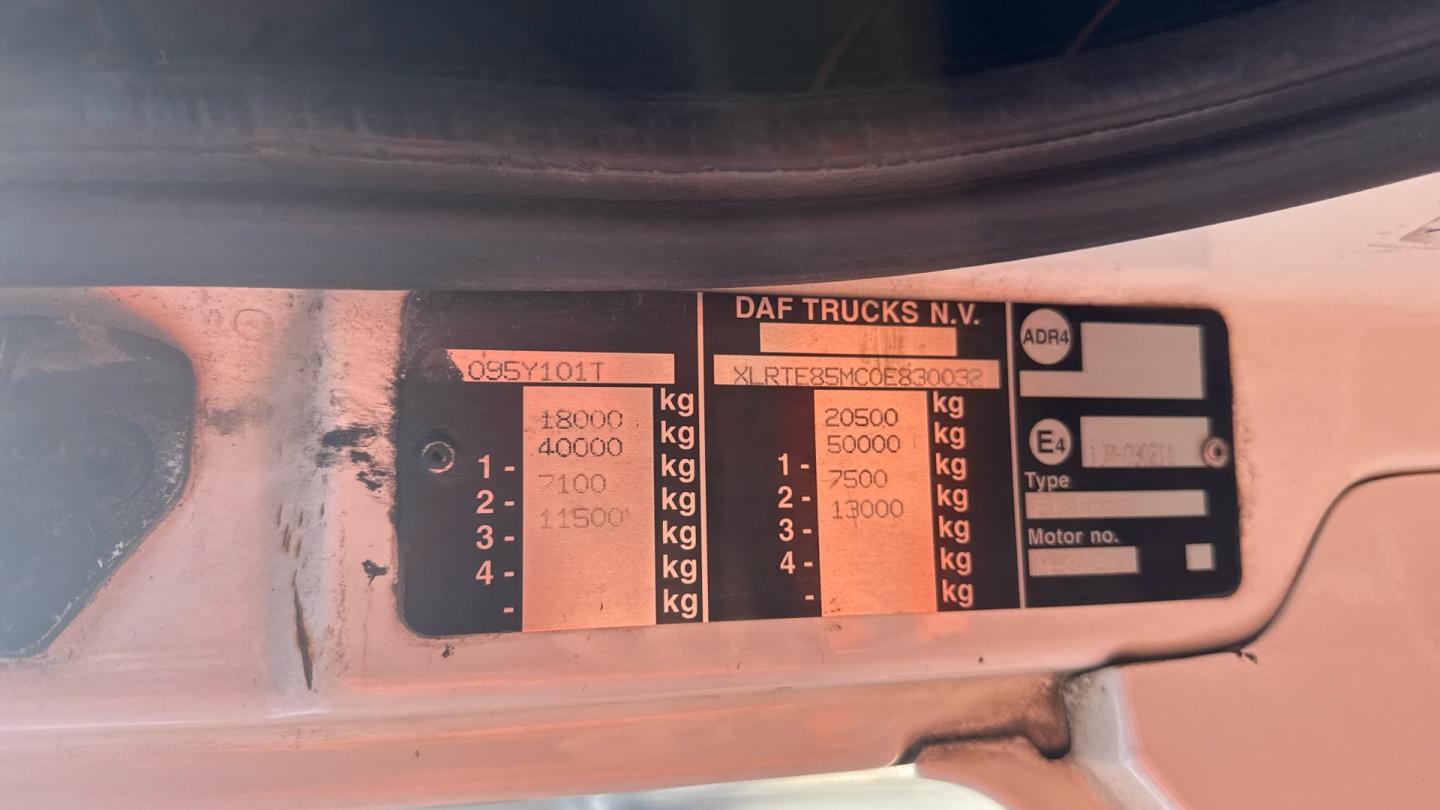 095Y101T
18000 kg
40000 kg
1 - 7100 kg
2 - 11500 kg
3 - kg
4 - kg
- kg
DAF TRUCKS N.V.
XLRTE85MC0E830032
20500 kg
50000 kg
1 - 7500 kg
2 - 13000 kg
3 - kg
4 - kg
- kg
ADR4
E4
Type
Motor no.